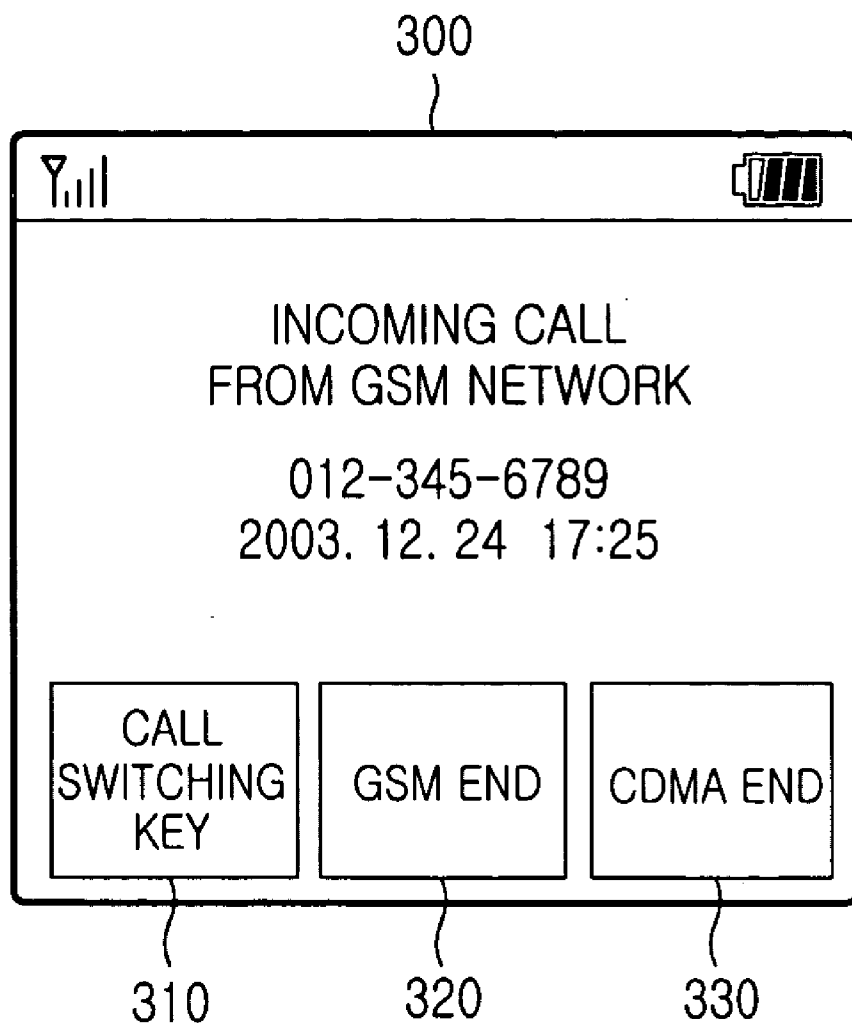 300
INCOMING CALL
FROM GSM NETWORK
012-345-6789
2003. 12. 24 17:25
CALL
SWITCHING
KEY
GSM END
CDMA END
310
320
330